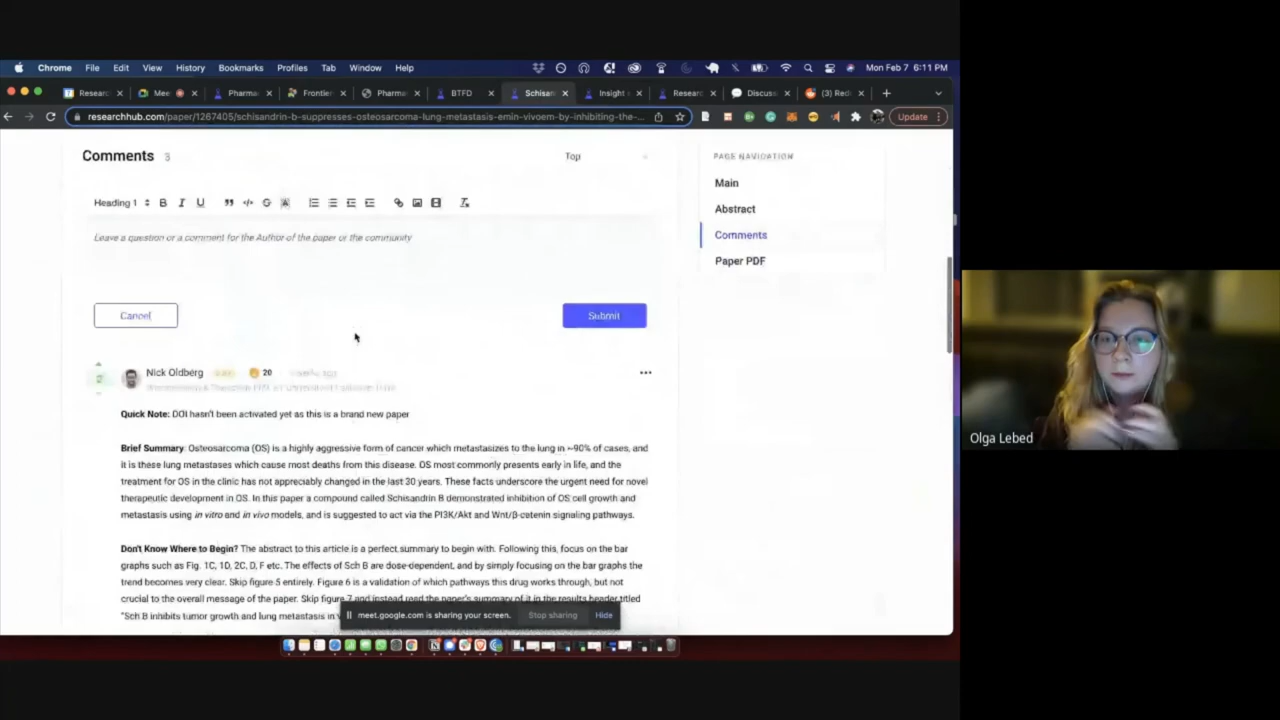 Chrome File Edit View History Bookmarks Profiles Tab Window Help Mon Feb 7 6:11 PM
Researc Mee Pharma Frontier Pharma BTFD Schisan Insight Researc Discus (3) Red
researchhub.com/paper/1267405/schisandrin-b-suppresses-osteosarcoma-lung-metastasis-emin-vivoem-by-inhibiting-the-... Update
Comments 3
Top
Heading 1 B I U
Leave a question or a comment for the Author of the paper or the community
Cancel Submit
Nick Oldberg 20
2
Quick Note: DOI hasn't been activated yet as this is a brand new paper
Brief Summary: Osteosarcoma (OS) is a highly aggressive form of cancer which metastasizes to the lung in ~90% of cases, and
it is these lung metastases which cause most deaths from this disease. OS most commonly presents early in life, and the
treatment for OS in the clinic has not appreciably changed in the last 30 years. These facts underscore the urgent need for novel
therapeutic development in OS. In this paper a compound called Schisandrin B demonstrated inhibition of OS cell growth and
metastasis using in vitro and in vivo models, and is suggested to act via the PI3K/Akt and Wnt/β-catenin signaling pathways.
Don't Know Where to Begin? The abstract to this article is a perfect summary to begin with. Following this, focus on the bar
graphs such as Fig. 1C, 1D, 2C, D, F etc. The effects of Sch B are dose-dependent, and by simply focusing on the bar graphs the
trend becomes very clear. Skip figure 5 entirely. Figure 6 is a validation of which pathways this drug works through, but not
crucial to the overall message of the paper. Skip figure 7 and instead read the paper's summary of it in the results header titled
"Sch B inhibits tumor growth and lung metastasis in
meet.google.com is sharing your screen. Stop sharing Hide
PAGE NAVIGATION
Main
Abstract
Comments
Paper PDF
Olga Lebed